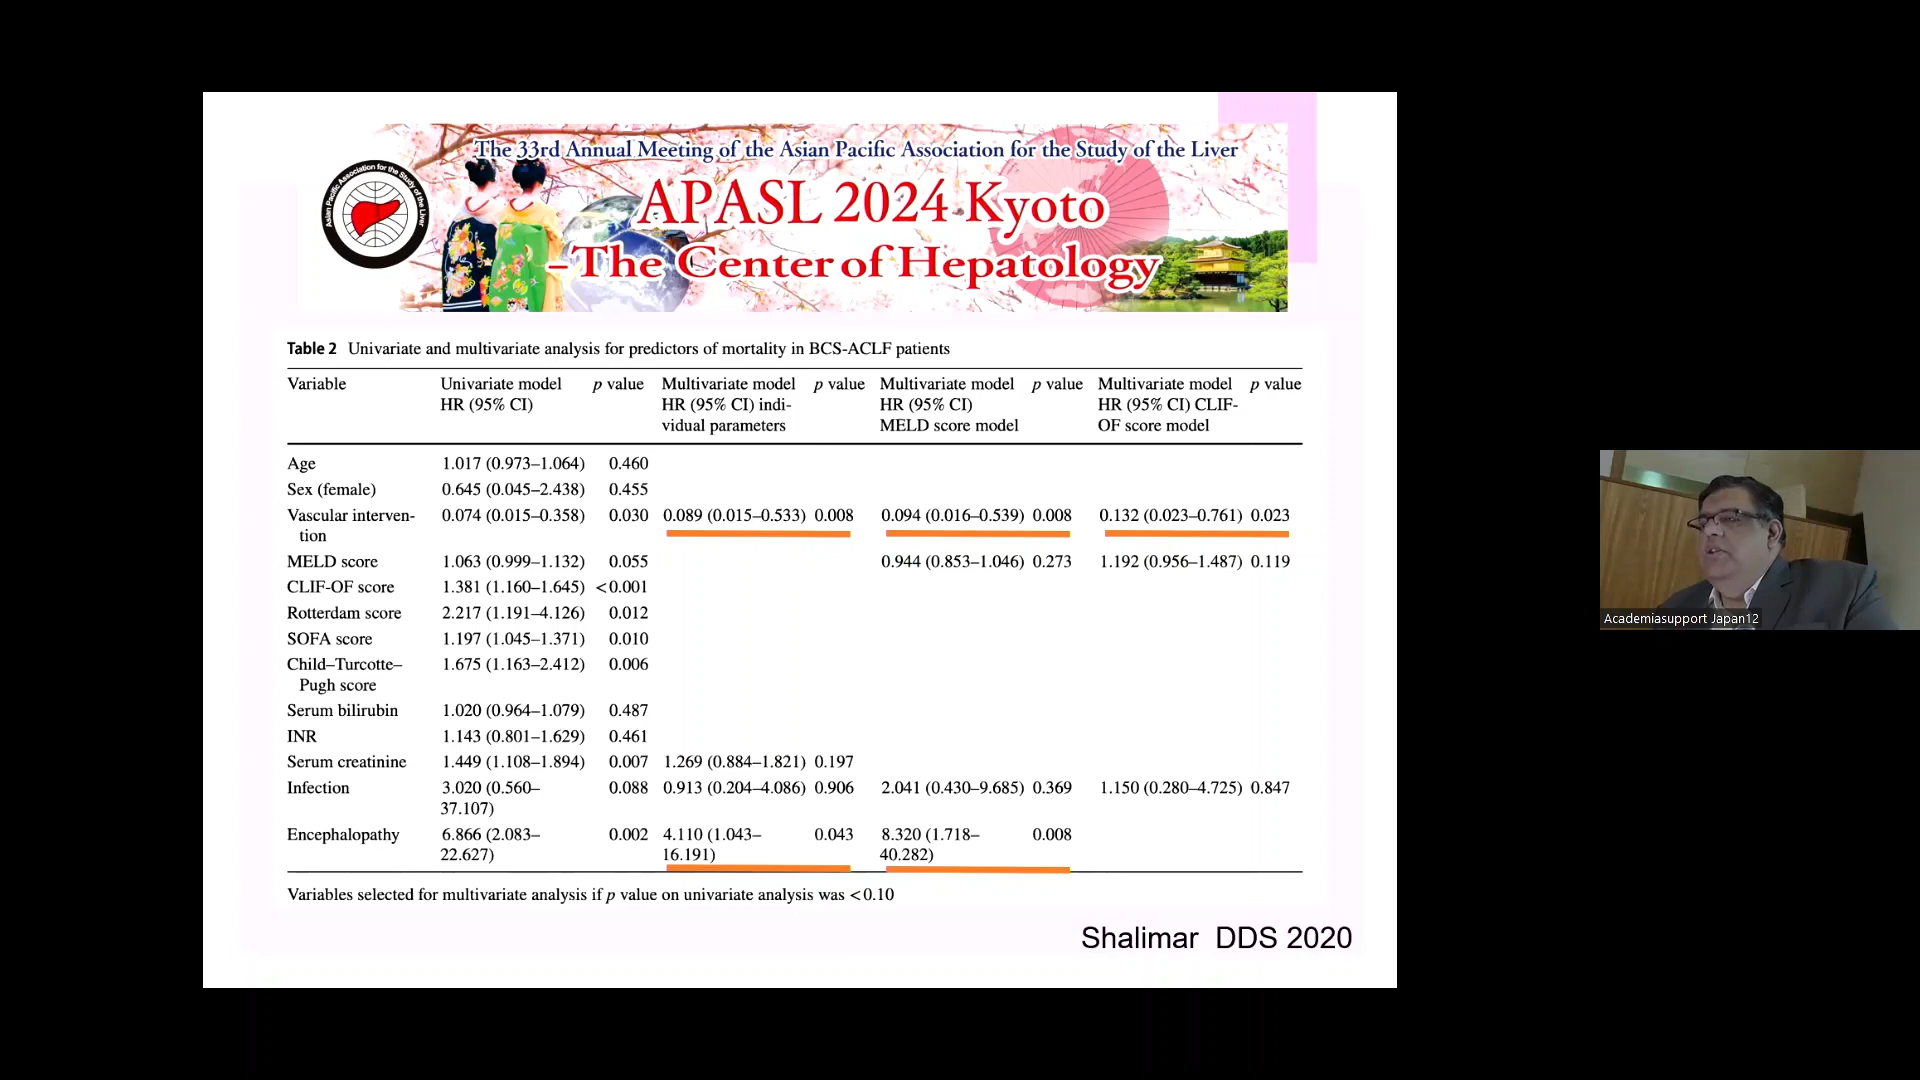 The 33rd Annual Meeting of the Asian Pacific Association for the Study of the Liver
Asian Pacific Association for the Study of the Liver
APASL 2024 Kyoto
-The Center of Hepatology
Table 2 Univariate and multivariate analysis for predictors of mortality in BCS-ACLF patients
Variable Univariate model p value Multivariate model p value Multivariate model p value Multivariate model p value
HR (95% CI) HR (95% CI) indi- HR (95% CI) HR (95% CI) CLIF-
vidual parameters MELD score model OF score model
Age 1.017 (0.973–1.064) 0.460
Sex (female) 0.645 (0.045–2.438) 0.455
Vascular interven- 0.074 (0.015–0.358) 0.030 0.089 (0.015–0.533) 0.008 0.094 (0.016–0.539) 0.008 0.132 (0.023–0.761) 0.023
tion
MELD score 1.063 (0.999–1.132) 0.055 0.944 (0.853–1.046) 0.273 1.192 (0.956–1.487) 0.119
CLIF-OF score 1.381 (1.160–1.645) <0.001
Rotterdam score 2.217 (1.191–4.126) 0.012
SOFA score 1.197 (1.045–1.371) 0.010
Child–Turcotte– 1.675 (1.163–2.412) 0.006
Pugh score
Serum bilirubin 1.020 (0.964–1.079) 0.487
INR 1.143 (0.801–1.629) 0.461
Serum creatinine 1.449 (1.108–1.894) 0.007 1.269 (0.884–1.821) 0.197
Infection 3.020 (0.560– 0.088 0.913 (0.204–4.086) 0.906 2.041 (0.430–9.685) 0.369 1.150 (0.280–4.725) 0.847
37.107)
Encephalopathy 6.866 (2.083– 0.002 4.110 (1.043– 0.043 8.320 (1.718– 0.008
22.627) 16.191) 40.282)
Variables selected for multivariate analysis if p value on univariate analysis was <0.10
Shalimar DDS 2020
Academiasupport Japan12